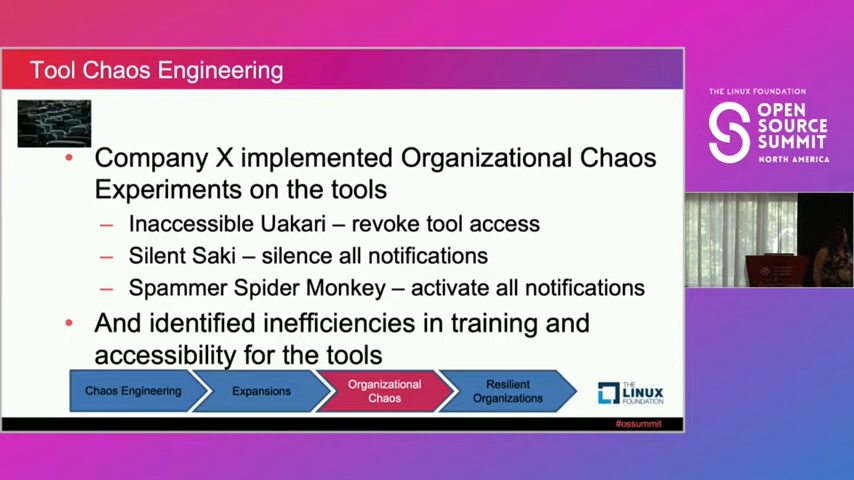 Tool Chaos Engineering
• Company X implemented Organizational Chaos
Experiments on the tools
– Inaccessible Uakari – revoke tool access
– Silent Saki – silence all notifications
– Spammer Spider Monkey – activate all notifications
• And identified inefficiencies in training and
accessibility for the tools
Chaos Engineering
Expansions
Organizational
Chaos
Resilient
Organizations
THE
LINUX
FOUNDATION
#ossummit
THE LINUX FOUNDATION
OPEN
SOURCE
SUMMIT
NORTH AMERICA